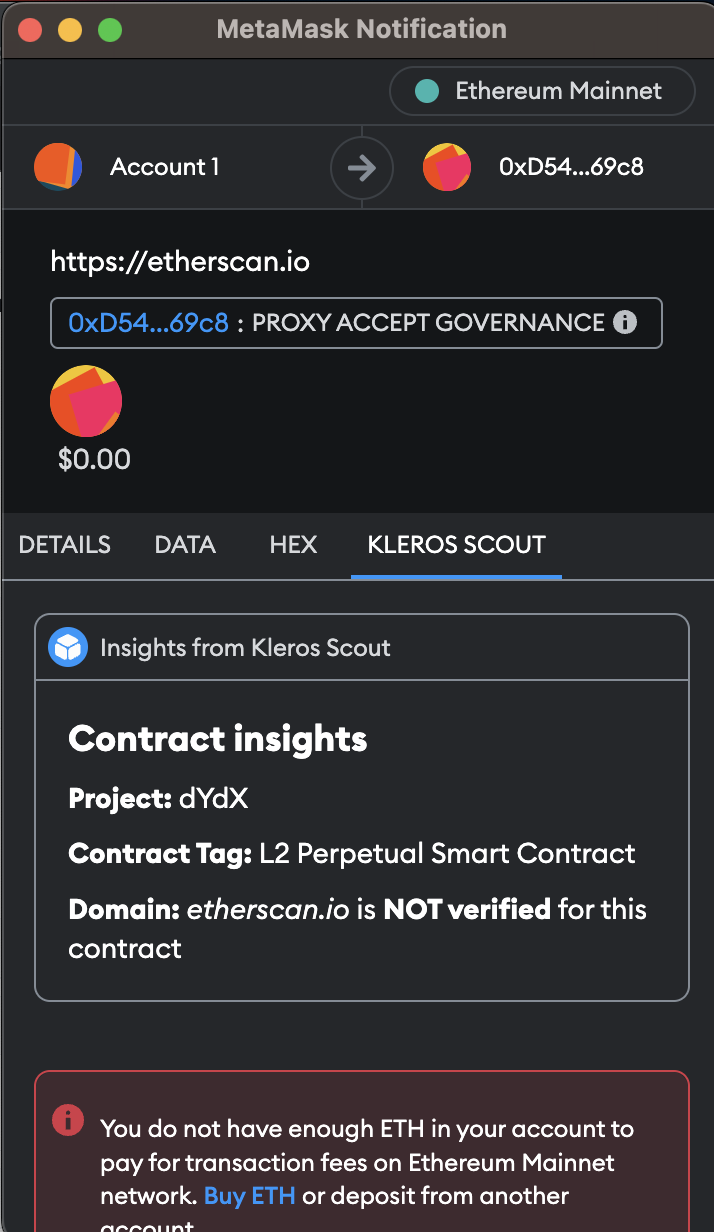 MetaMask Notification
Ethereum Mainnet
Account 1
0xD54...69c8
https://etherscan.io
0xD54...69c8 : PROXY ACCEPT GOVERNANCE
$0.00
DETAILS DATA HEX KLEROS SCOUT
Insights from Kleros Scout
Contract insights
Project: dYdX
Contract Tag: L2 Perpetual Smart Contract
Domain: etherscan.io is NOT verified for this
contract
You do not have enough ETH in your account to
pay for transaction fees on Ethereum Mainnet
network. Buy ETH or deposit from another
account.